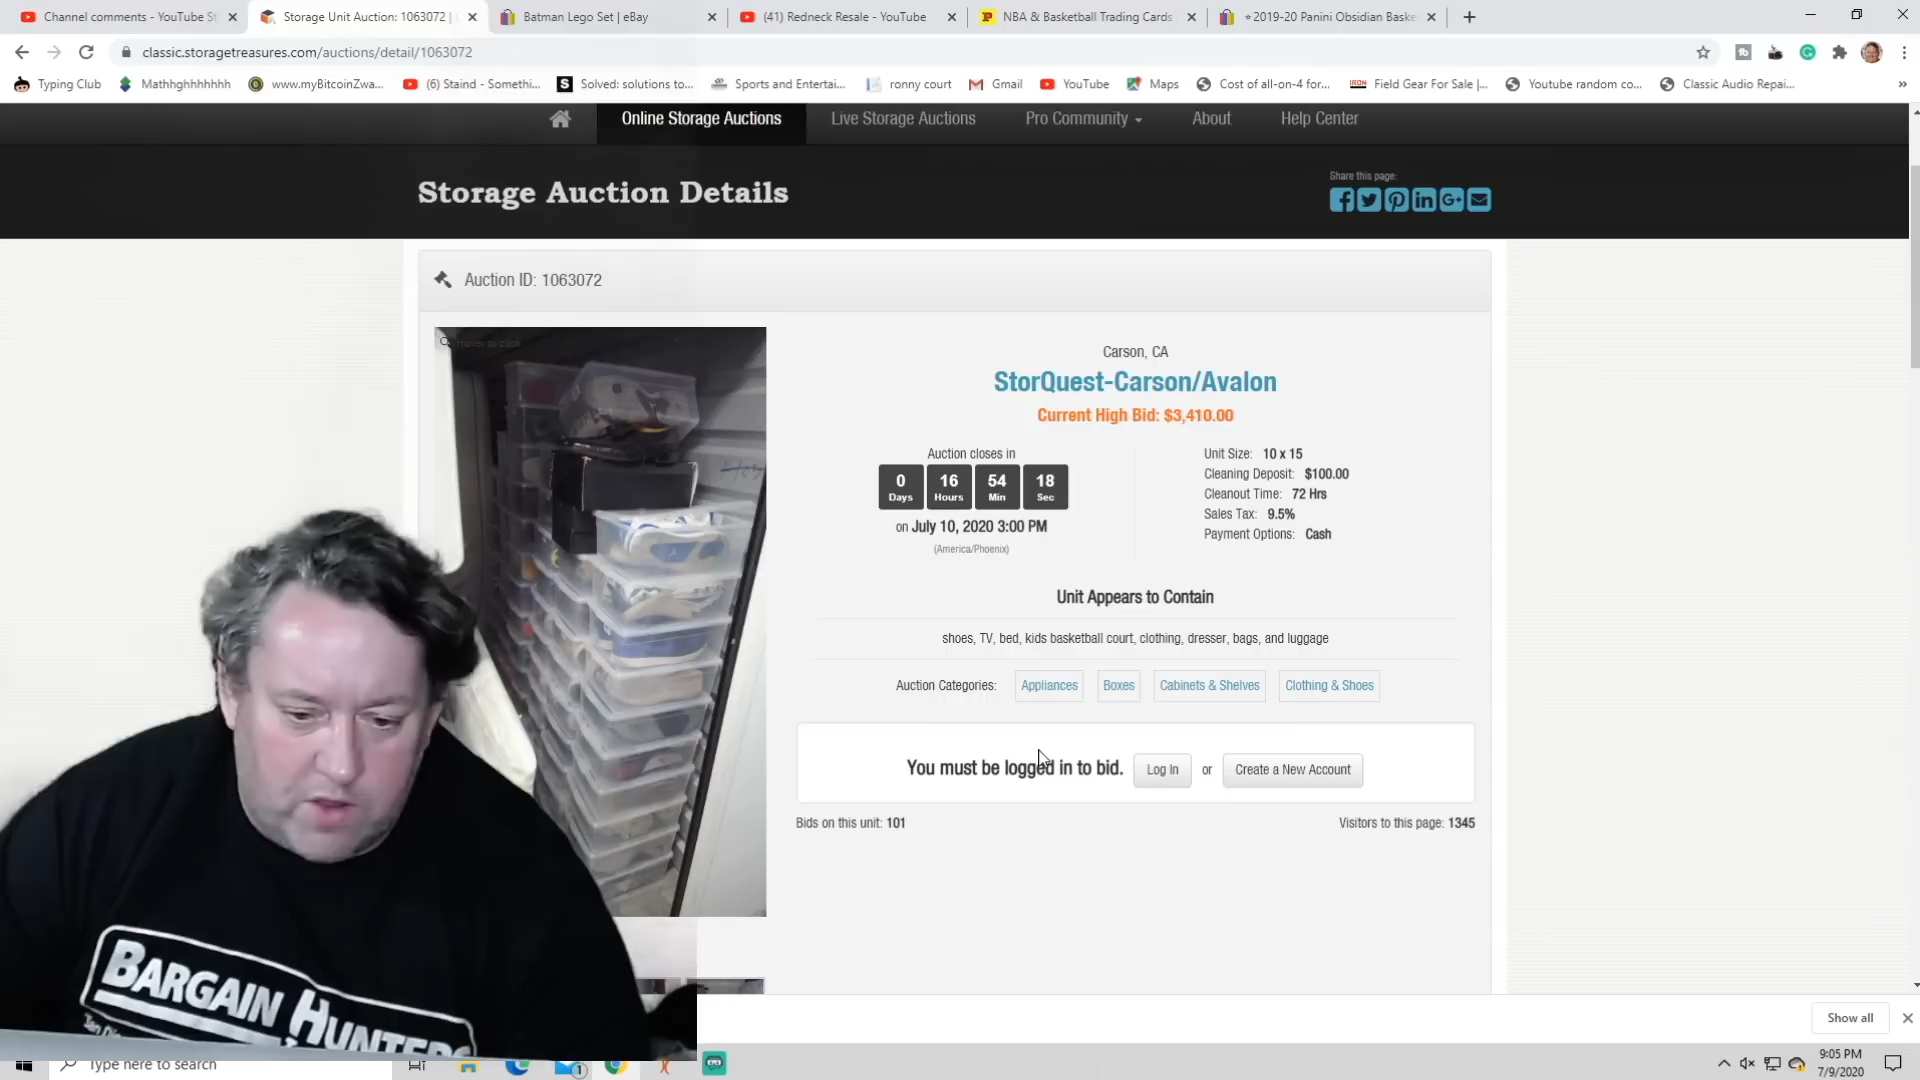 Channel comments - YouTube St
Storage Unit Auction: 1063072 |
Batman Lego Set | eBay
(41) Redneck Resale - YouTube
NBA & Basketball Trading Cards
2019-20 Panini Obsidian Baske
classic.storagetreasures.com/auctions/detail/1063072
Typing Club
Mathhghhhhhhh
www.myBitcoinZwa...
(6) Staind - Somethi...
Solved: solutions to...
Sports and Entertai...
ronny court
Gmail
YouTube
Maps
Cost of all-on-4 for...
Field Gear For Sale |...
Youtube random co...
Classic Audio Repai...
Online Storage Auctions
Live Storage Auctions
Pro Community
About
Help Center
Storage Auction Details
Share this page:
Auction ID: 1063072
Hover or click
Carson, CA
StorQuest-Carson/Avalon
Current High Bid: $3,410.00
Auction closes in
0 16 54 18
Days Hours Min Sec
on July 10, 2020 3:00 PM
(America/Phoenix)
Unit Size: 10 x 15
Cleaning Deposit: $100.00
Cleanout Time: 72 Hrs
Sales Tax: 9.5%
Payment Options: Cash
Unit Appears to Contain
shoes, TV, bed, kids basketball court, clothing, dresser, bags, and luggage
Auction Categories: Appliances Boxes Cabinets & Shelves Clothing & Shoes
You must be logged in to bid. Log In or Create a New Account
Bids on this unit: 101
Visitors to this page: 1345
BARGAIN HUNTERS
Show all
Type here to search
1
9:05 PM
7/9/2020